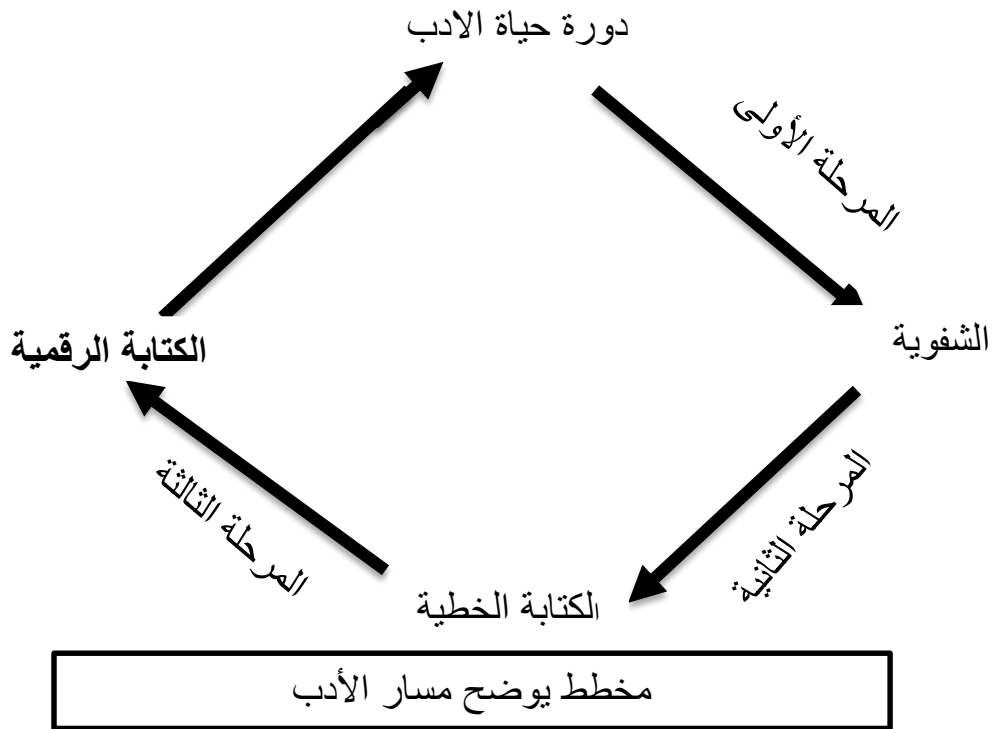 دورة حياة الادب
المرحلة الأولى
الشفوية
المرحلة الثانية
الكتابة الخطية
المرحلة الثالثة
الكتابة الرقمية
مخطط يوضح مسار الأدب